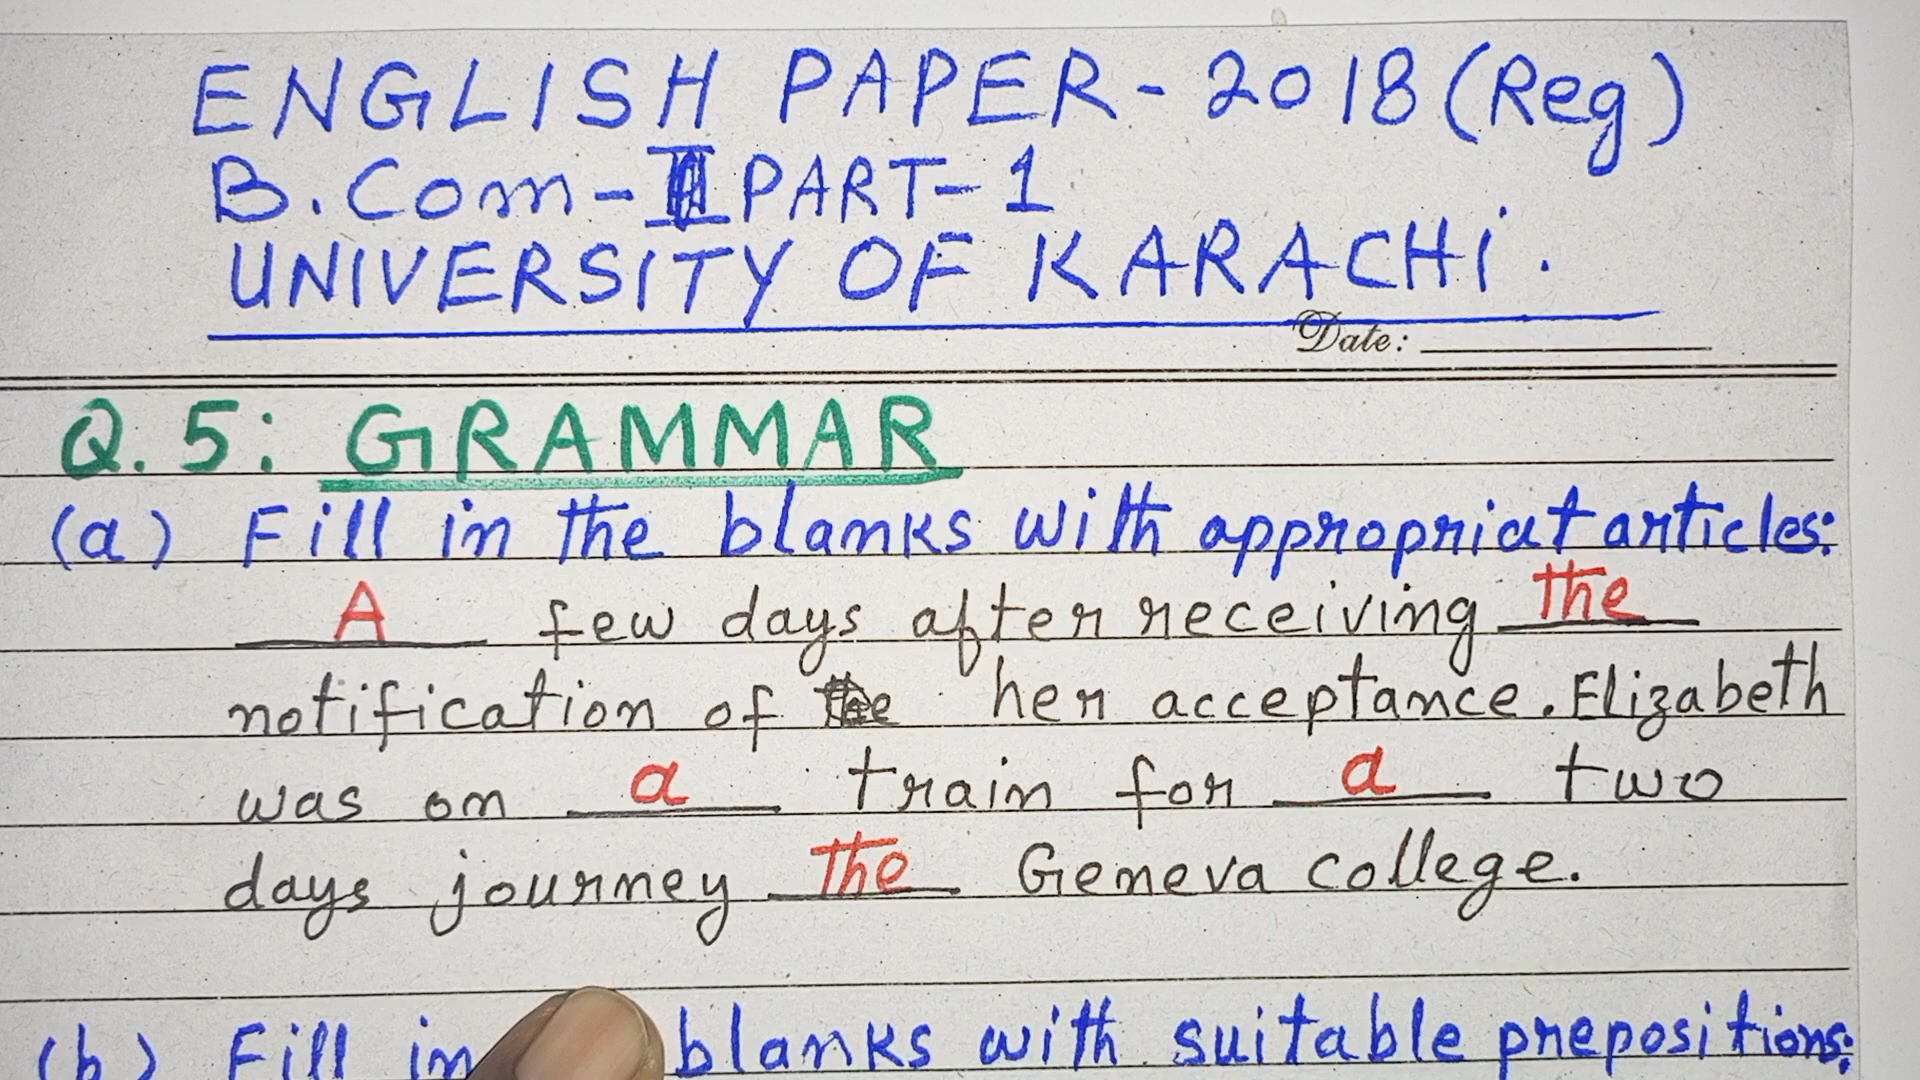 ENGLISH PAPER-2018(Reg)
B.Com-II PART-1
UNIVERSITY OF KARACHi.
Date:
Q.5: GRAMMAR
(a) Fill in the blanks with appropriat articles:
A few days after receiving the
notification of her acceptance. Elizabeth
was on a train for a two
days journey the Geneva college.
(b) Fill in blanks with suitable prepositions: